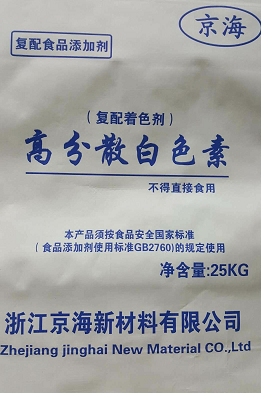 京海
复配食品添加剂
（复配着色剂）
高分散白色素
不得直接食用
本产品须按食品安全国家标准
（食品添加剂使用标准GB2760)的规定使用
净含量:25KG
浙江京海新材料有限公司
Zhejiang jinghai New Material CO.,Ltd